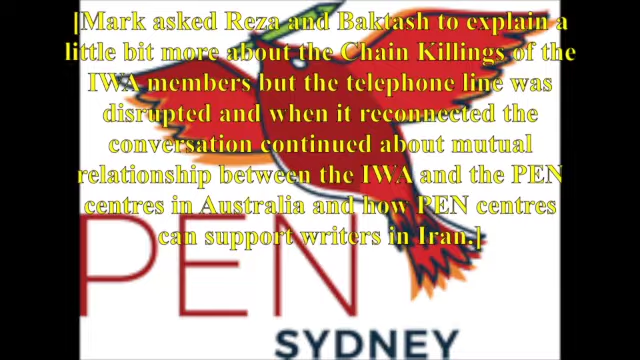 [Mark asked Reza and Baktash to explain a
little bit more about the Chain Killings of the
IWA members but the telephone line was
disrupted and when it reconnected the
conversation continued about mutual
relationship between the IWA and the PEN
centres in Australia and how PEN centres
can support writers in Iran.]
PEN
SYDNEY